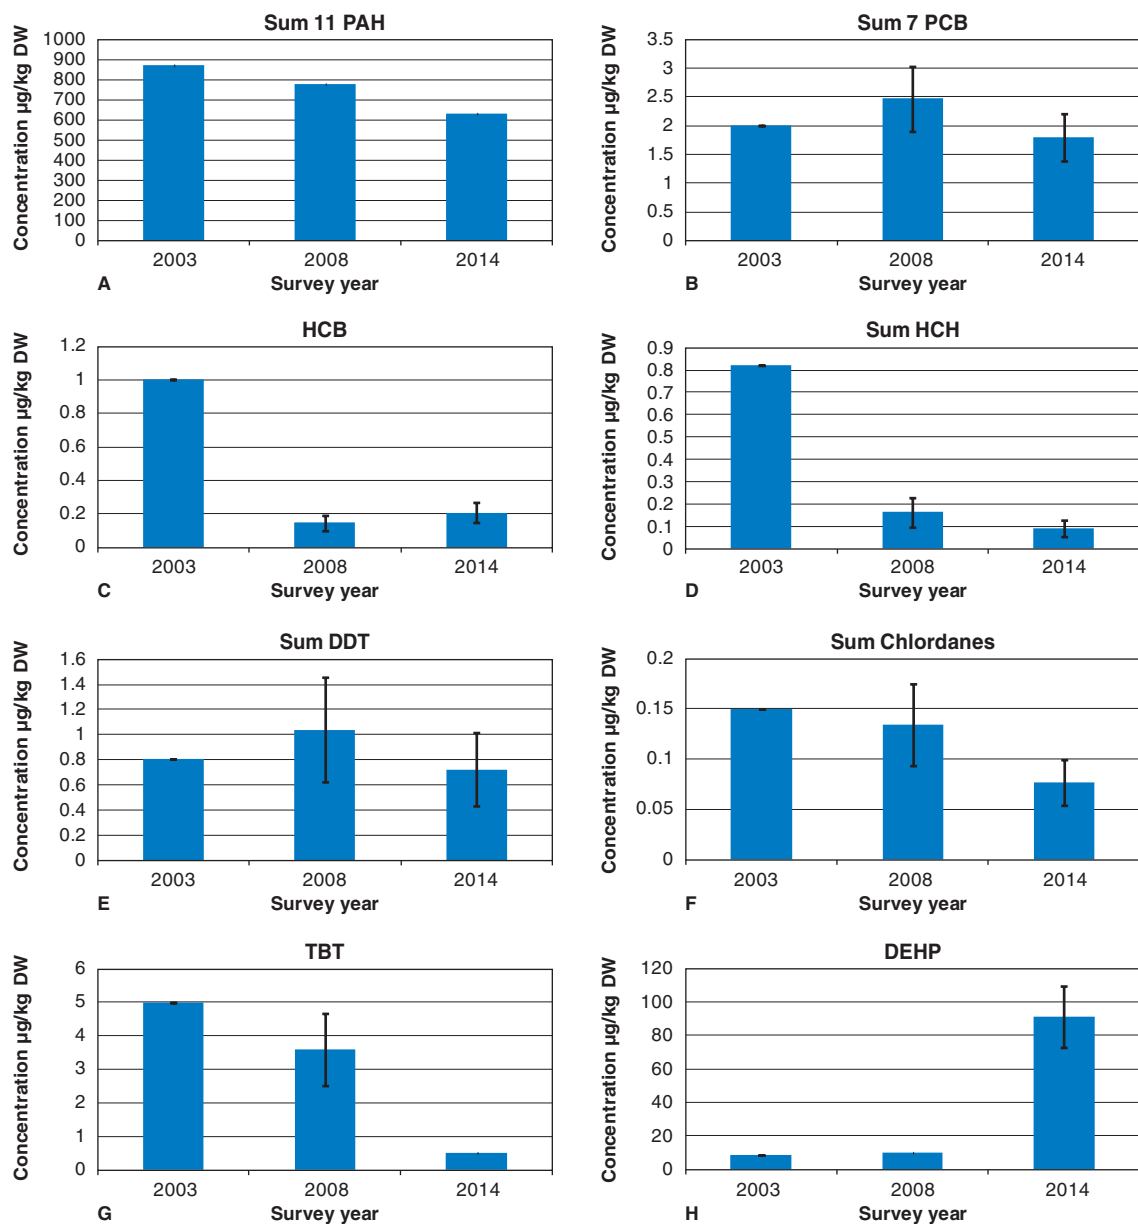 Sum 11 PAH
Concentration µg/kg DW
1000
900
800
700
600
500
400
300
200
100
0
2003 2008 2014
A Survey year
Sum 7 PCB
Concentration µg/kg DW
3.5
3
2.5
2
1.5
1
0.5
0
2003 2008 2014
B Survey year
HCB
Concentration µg/kg DW
1.2
1
0.8
0.6
0.4
0.2
0
2003 2008 2014
C Survey year
Sum HCH
Concentration µg/kg DW
0.9
0.8
0.7
0.6
0.5
0.4
0.3
0.2
0.1
0
2003 2008 2014
D Survey year
Sum DDT
Concentration µg/kg DW
1.6
1.4
1.2
1
0.8
0.6
0.4
0.2
0
2003 2008 2014
E Survey year
Sum Chlordanes
Concentration µg/kg DW
0.2
0.15
0.1
0.05
0
2003 2008 2014
F Survey year
TBT
Concentration µg/kg DW
6
5
4
3
2
1
0
2003 2008 2014
G Survey year
DEHP
Concentration µg/kg DW
120
100
80
60
40
20
0
2003 2008 2014
H Survey year